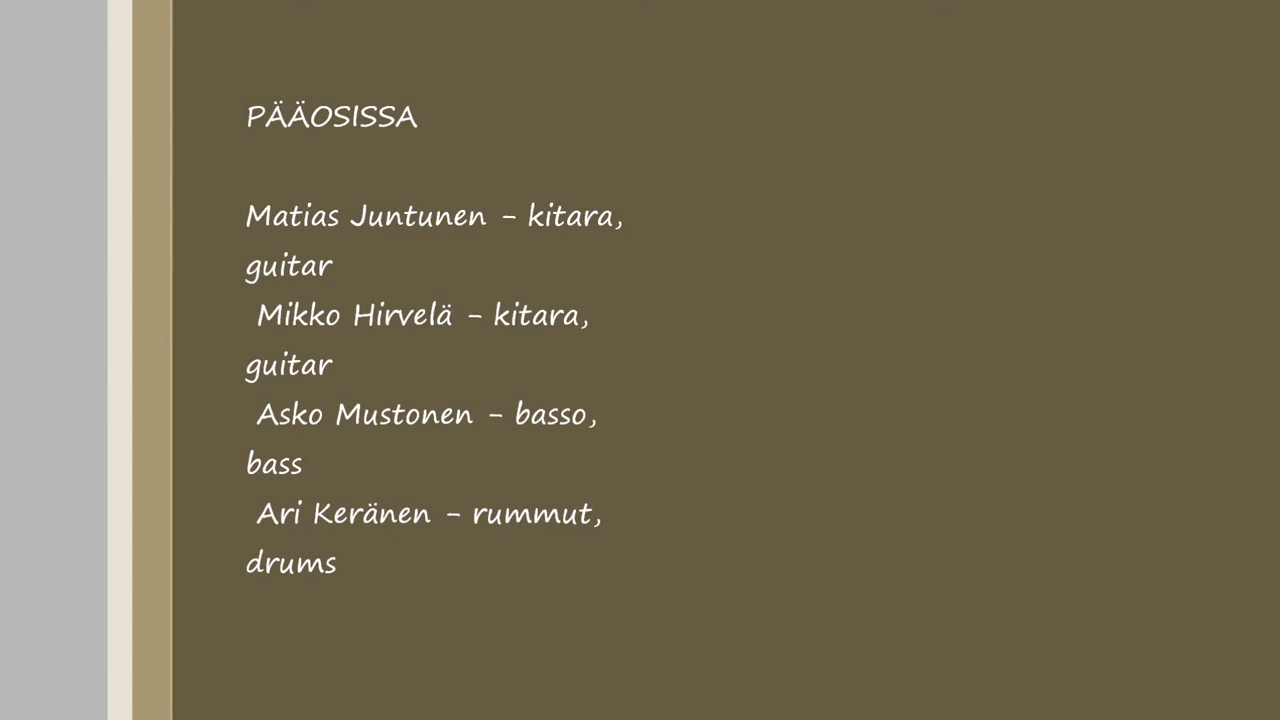 PÄÄOSISSA
Matias Juntunen - kitara,
guitar
Mikko Hirvelä - kitara,
guitar
Asko Mustonen - basso,
bass
Ari Keränen - rummut,
drums